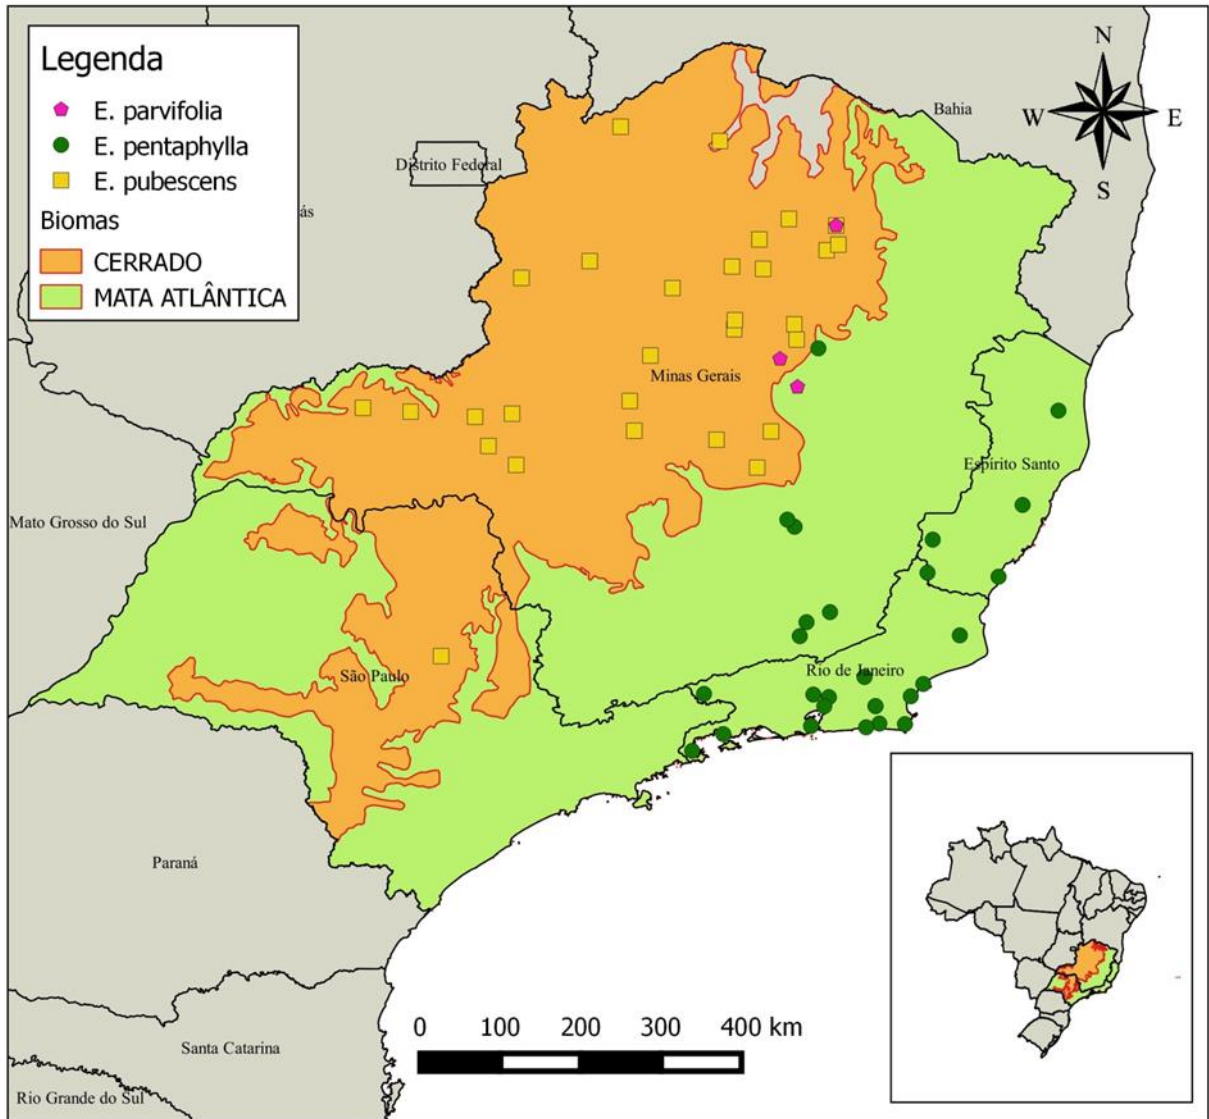 Legenda
E. parvifolia
E. pentaphylla
E. pubescens
Biomas
CERRADO
MATA ATLÂNTICA
N
W
E
S
Bahia
Distrito Federal
ás
Minas Gerais
Espírito Santo
Mato Grosso do Sul
Rio de Janeiro
São Paulo
Paraná
0 100 200 300 400 km
Santa Catarina
Rio Grande do Sul